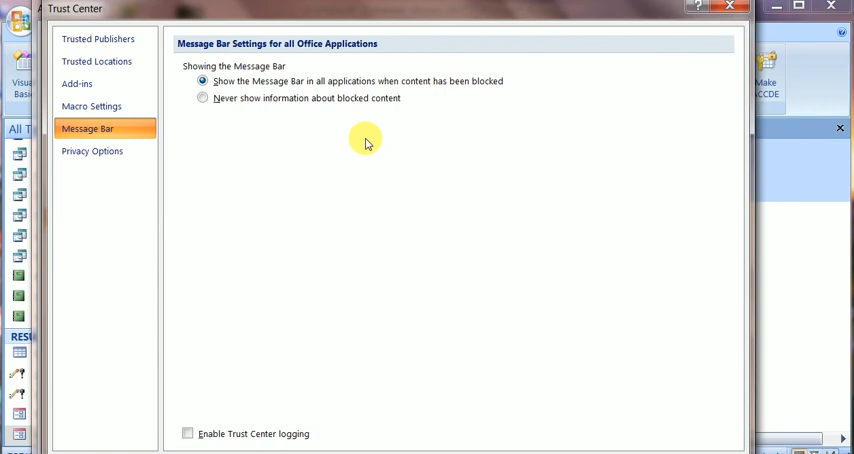 Trust Center
Trusted Publishers
Trusted Locations
Add-ins
Macro Settings
Message Bar
Privacy Options
Message Bar Settings for all Office Applications
Showing the Message Bar
Show the Message Bar in all applications when content has been blocked
Never show information about blocked content
Enable Trust Center logging
Visua
Basi
All T
RESU
Make
ACCDE